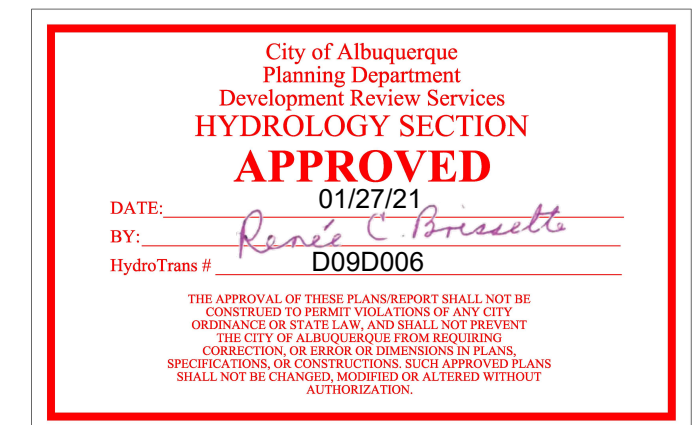 City of Albuquerque
Planning Department
Development Review Services
HYDROLOGY SECTION
APPROVED
DATE: 01/27/21
BY: Renée C. Brissette
HydroTrans # D09D006
THE APPROVAL OF THESE PLANS/REPORT SHALL NOT BE
CONSTRUED TO PERMIT VIOLATIONS OF ANY CITY
ORDINANCE OR STATE LAW, AND SHALL NOT PREVENT
THE CITY OF ALBUQUERQUE FROM REQUIRING
CORRECTION, OR ERROR OR DIMENSIONS IN PLANS,
SPECIFICATIONS, OR CONSTRUCTIONS. SUCH APPROVED PLANS
SHALL NOT BE CHANGED, MODIFIED OR ALTERED WITHOUT
AUTHORIZATION.